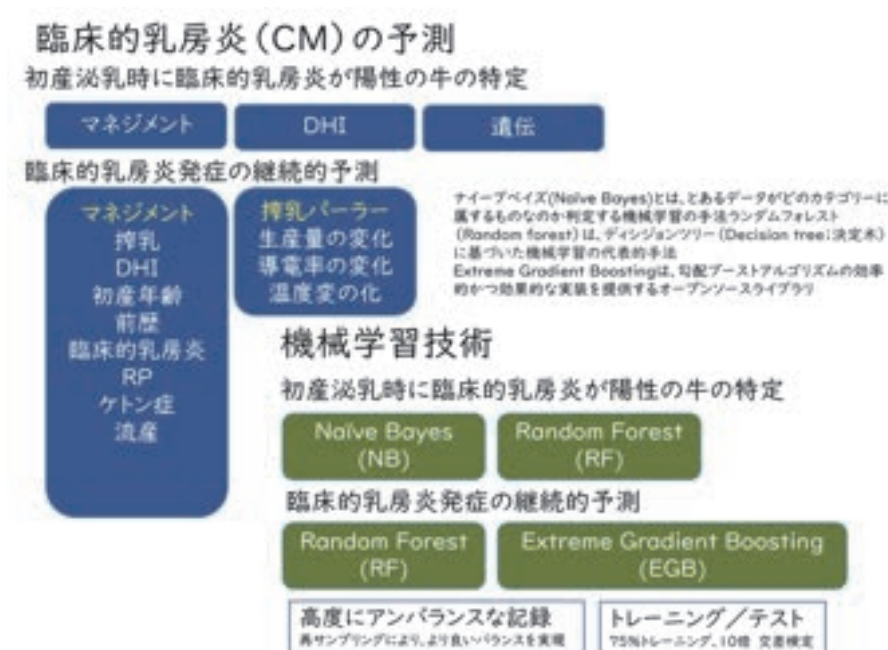 臨床的乳房炎（CM）の予測
初産泌乳時に臨床的乳房炎が陽性の牛の特定
マネジメント
DHI
遺伝
臨床的乳房炎発症の継続的予測
マネジメント
搾乳
DHI
初産年齢
前歴
臨床的乳房炎
RP
ケトン症
流産
搾乳パーラー
生産量の変化
導電率の変化
温度変の化
ナイーブベイズ(Naïve Bayes)とは、とあるデータがどのカテゴリーに
属するものなのか判定する機械学習の手法ランダムフォレスト
(Random forest)は、ディシジョンツリー(Decision tree:決定木)
に基づいた機械学習の代表的手法
Extreme Gradient Boostingは、勾配ブーストアルゴリズムの効率
的かつ効果的な実装を提供するオープンソースライブラリ
機械学習技術
初産泌乳時に臨床的乳房炎が陽性の牛の特定
Naïve Bayes
(NB)
Random Forest
(RF)
臨床的乳房炎発症の継続的予測
Random Forest
(RF)
Extreme Gradient Boosting
(EGB)
高度にアンバランスな記録
再サンプリングにより、より良いバランスを実現
トレーニング／テスト
75%トレーニング、10倍 交差検定